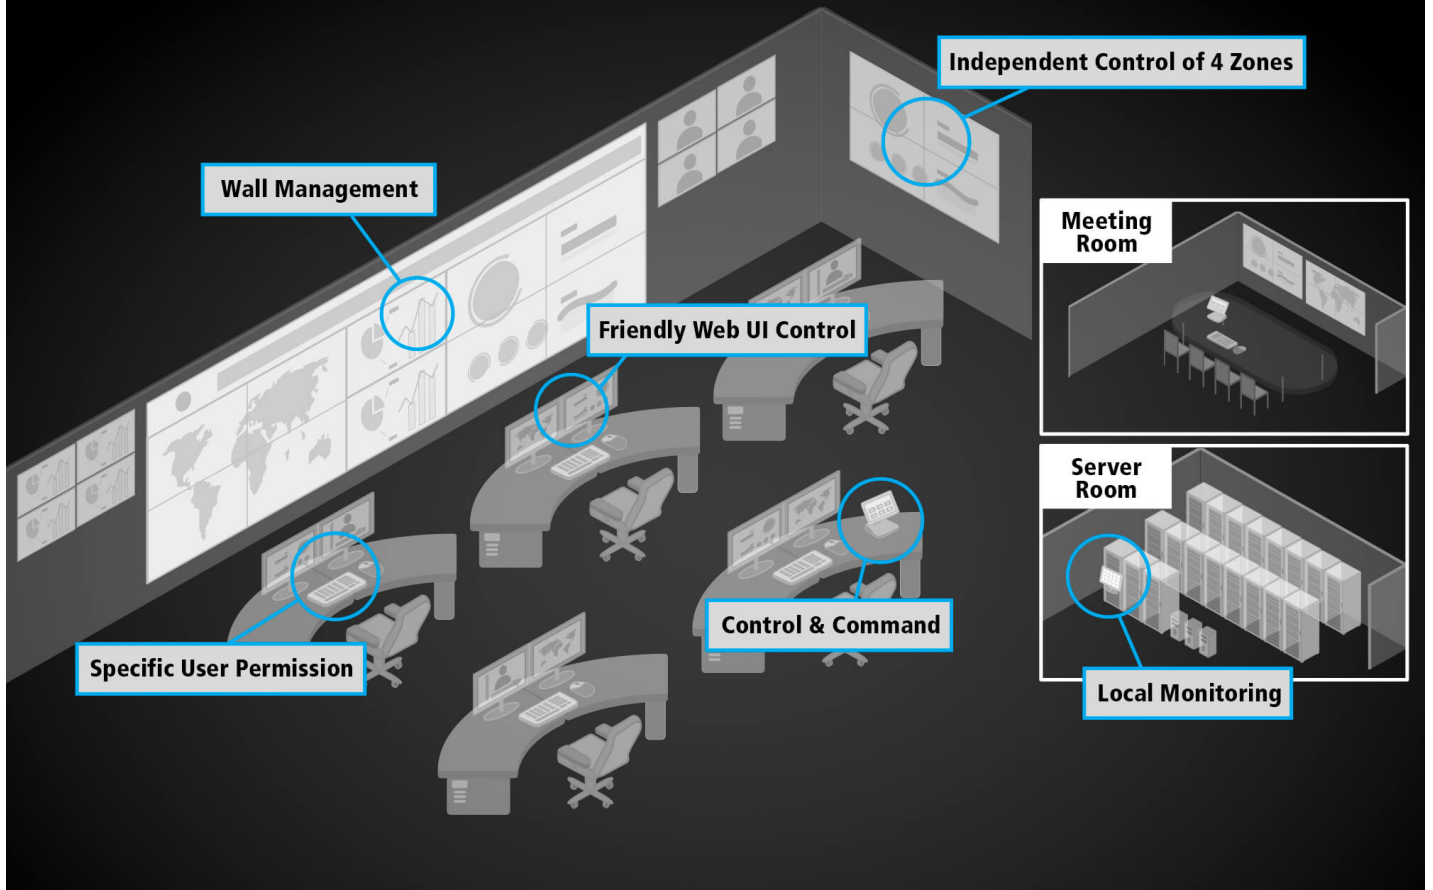 Independent Control of 4 Zones
Wall Management
Meeting
Room
Friendly Web UI Control
Server
Room
Control & Command
Specific User Permission
Local Monitoring